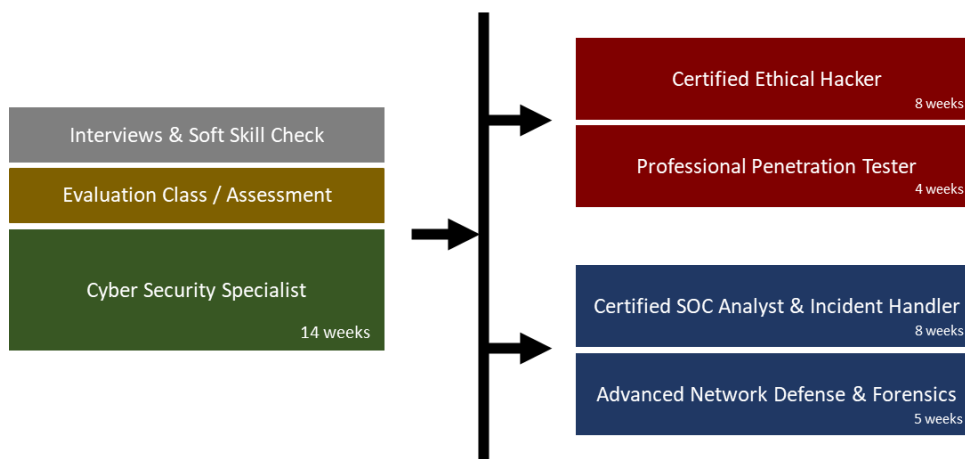 Interviews & Soft Skill Check
Evaluation Class / Assessment
Cyber Security Specialist
14 weeks
Certified Ethical Hacker
8 weeks
Professional Penetration Tester
4 weeks
Certified SOC Analyst & Incident Handler
8 weeks
Advanced Network Defense & Forensics
5 weeks